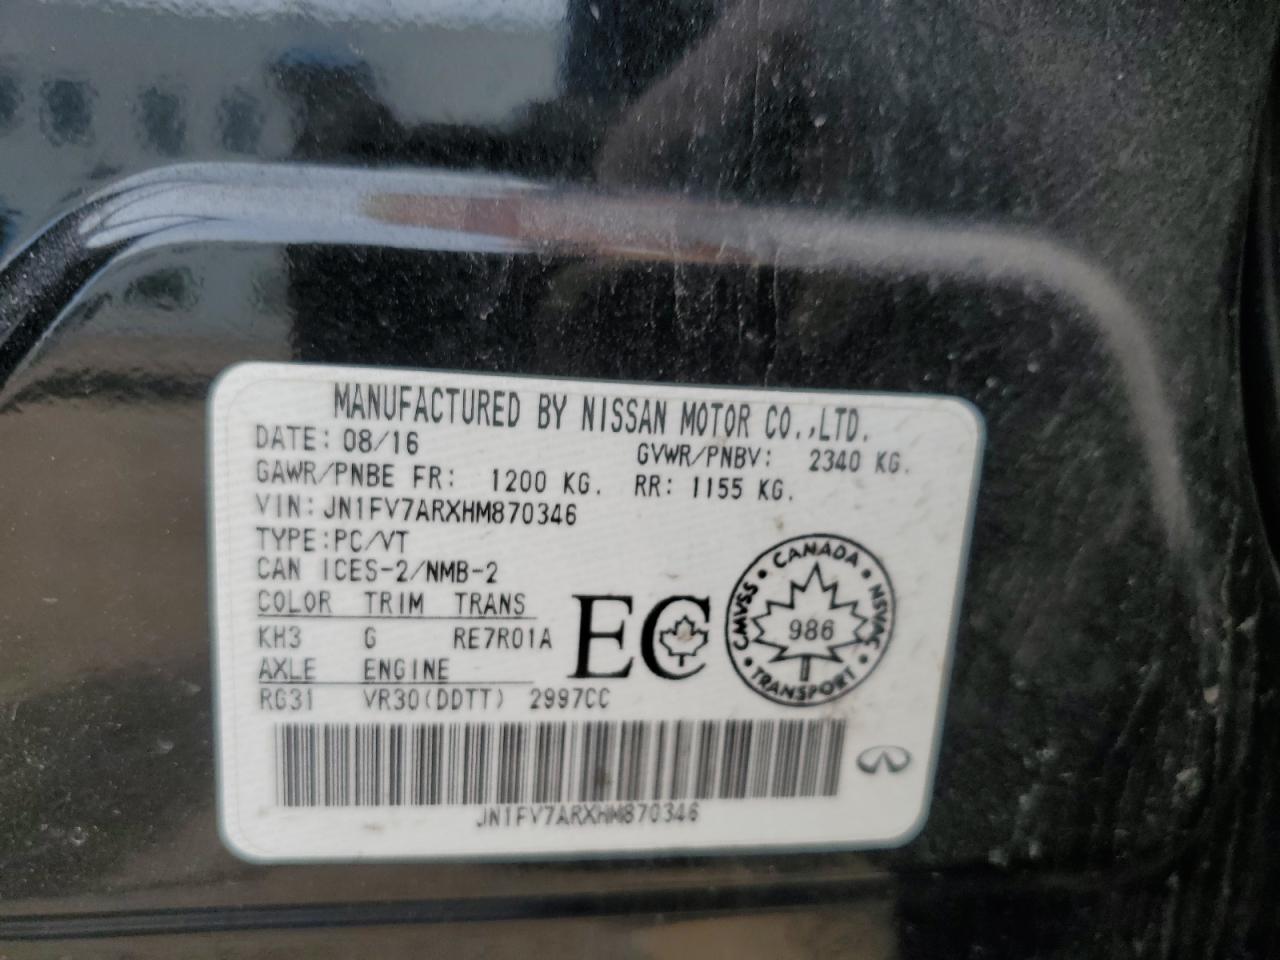 MANUFACTURED BY NISSAN MOTOR CO.,LTD.
DATE: 08/16 GVWR/PNBV: 2340 KG.
GAWR/PNBE FR: 1200 KG. RR: 1155 KG.
VIN: JN1FV7ARXHM870346
TYPE:PC/VT
CAN ICES-2/NMB-2
COLOR TRIM TRANS
KH3 G RE7R01A
AXLE ENGINE
RG31 VR30(DDTT) 2997CC
EC
CMVSS • CANADA • NSVAC • TRANSPORT •
986
JN1FV7ARXHM870346